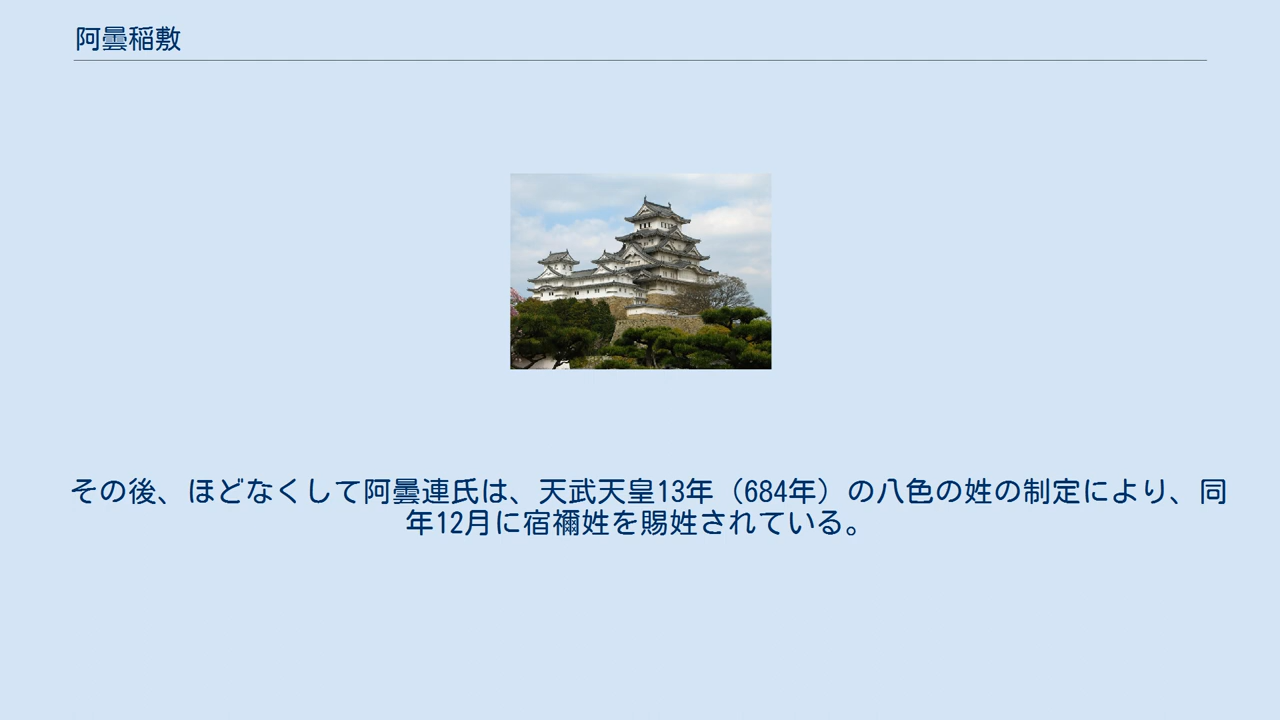 阿曇稲敷
その後、ほどなくして阿曇連氏は、天武天皇13年（684年）の八色の姓の制定により、同
年12月に宿禰姓を賜姓されている。